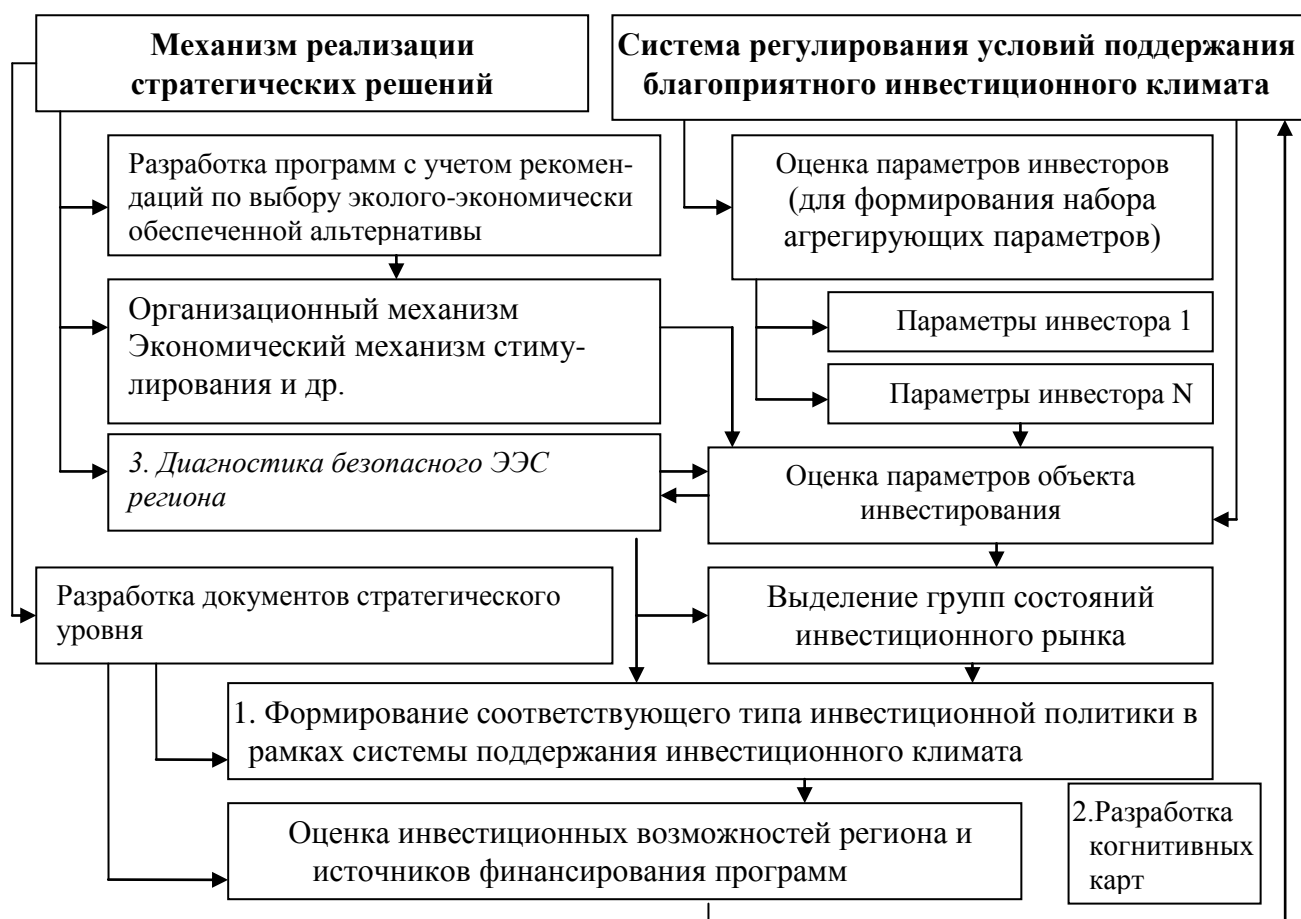 Механизм реализации
стратегических решений
Система регулирования условий поддержания
благоприятного инвестиционного климата
Разработка программ с учетом рекомен-
даций по выбору эколого-экономически
обеспеченной альтернативы
Оценка параметров инвесторов
(для формирования набора
агрегирующих параметров)
Организационный механизм
Экономический механизм стиму-
лирования и др.
Параметры инвестора 1
Параметры инвестора N
3. Диагностика безопасного ЭЭС
региона
Оценка параметров объекта
инвестирования
Разработка документов стратегического
уровня
Выделение групп состояний
инвестиционного рынка
1. Формирование соответствующего типа инвестиционной политики в
рамках системы поддержания инвестиционного климата
Оценка инвестиционных возможностей региона и
источников финансирования программ
2.Разработка
когнитивных
карт